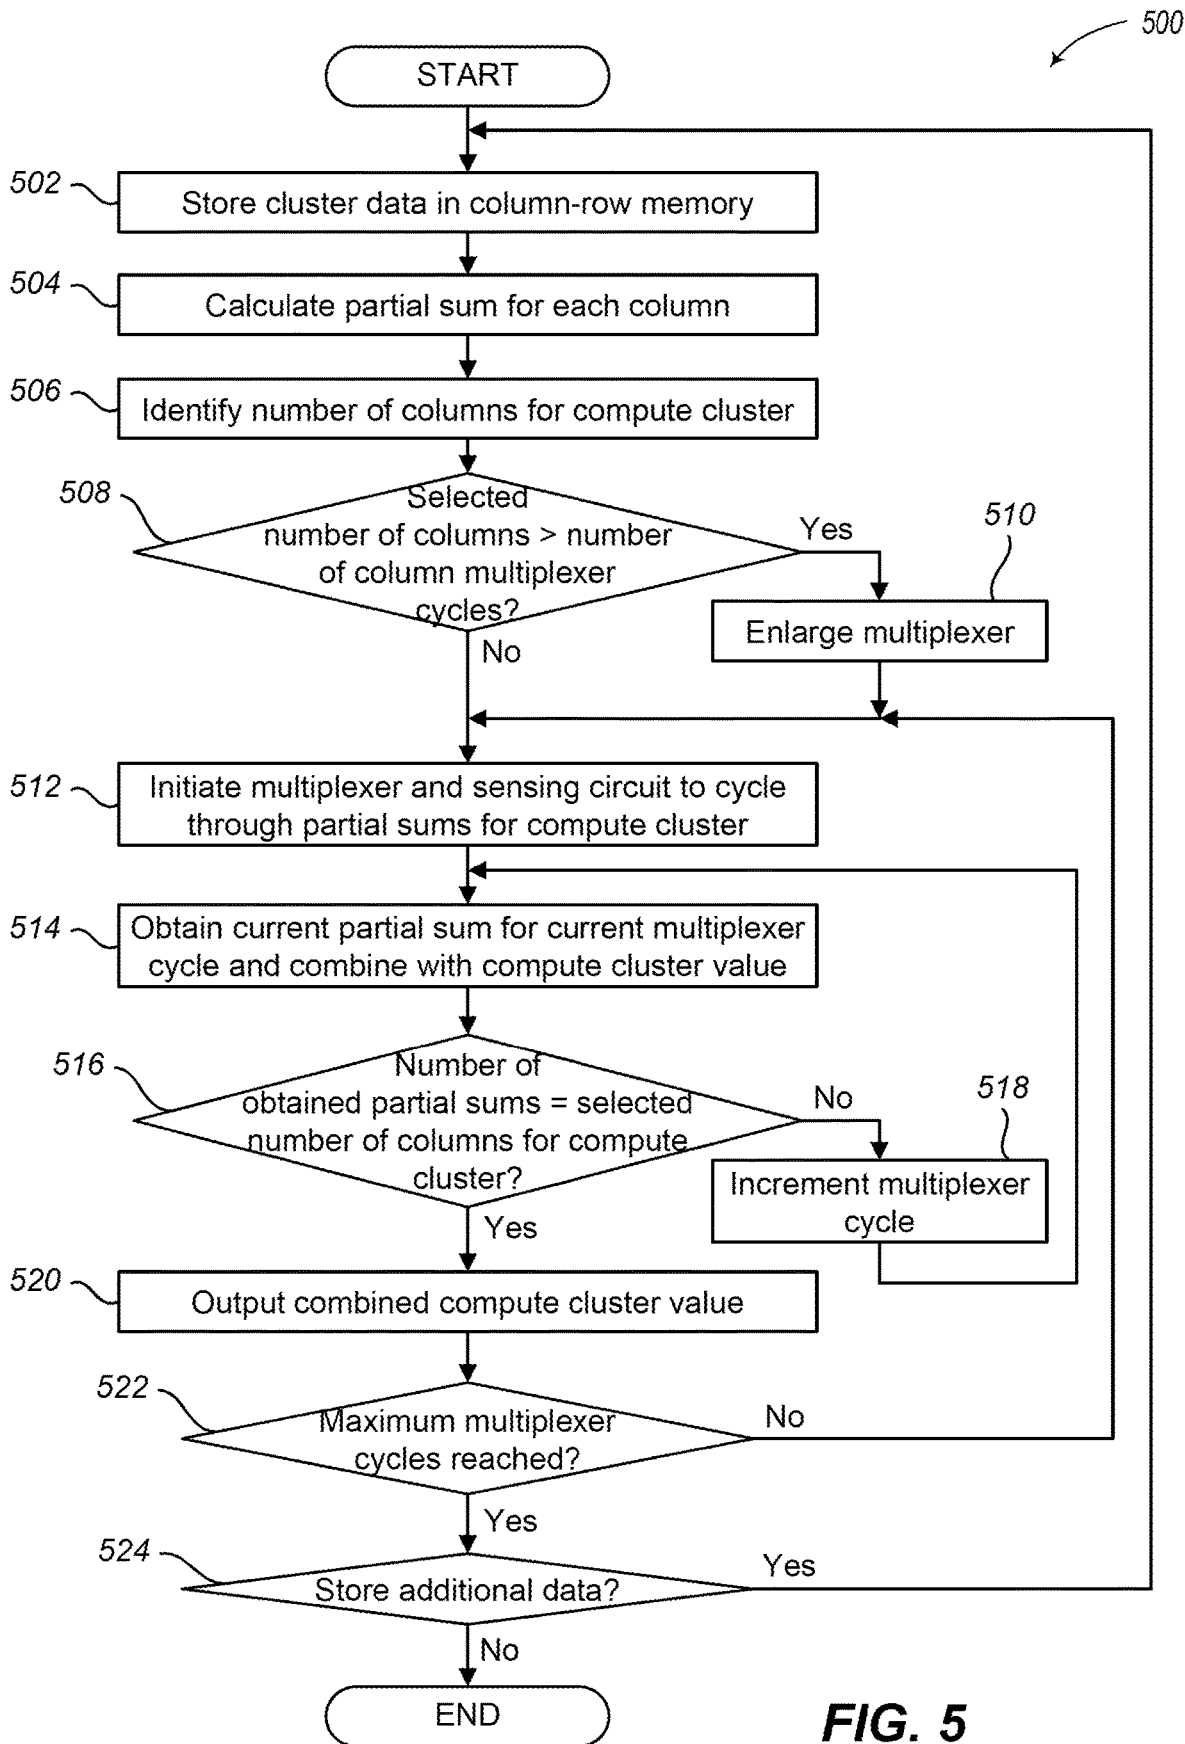 500
START
502
Store cluster data in column-row memory
504
Calculate partial sum for each column
506
Identify number of columns for compute cluster
508
Selected
number of columns > number
of column multiplexer
cycles?
Yes
510
Enlarge multiplexer
No
512
Initiate multiplexer and sensing circuit to cycle
through partial sums for compute cluster
514
Obtain current partial sum for current multiplexer
cycle and combine with compute cluster value
516
Number of
obtained partial sums = selected
number of columns for compute
cluster?
No
518
Increment multiplexer
cycle
Yes
520
Output combined compute cluster value
522
Maximum multiplexer
cycles reached?
No
Yes
524
Store additional data?
Yes
No
END
FIG. 5